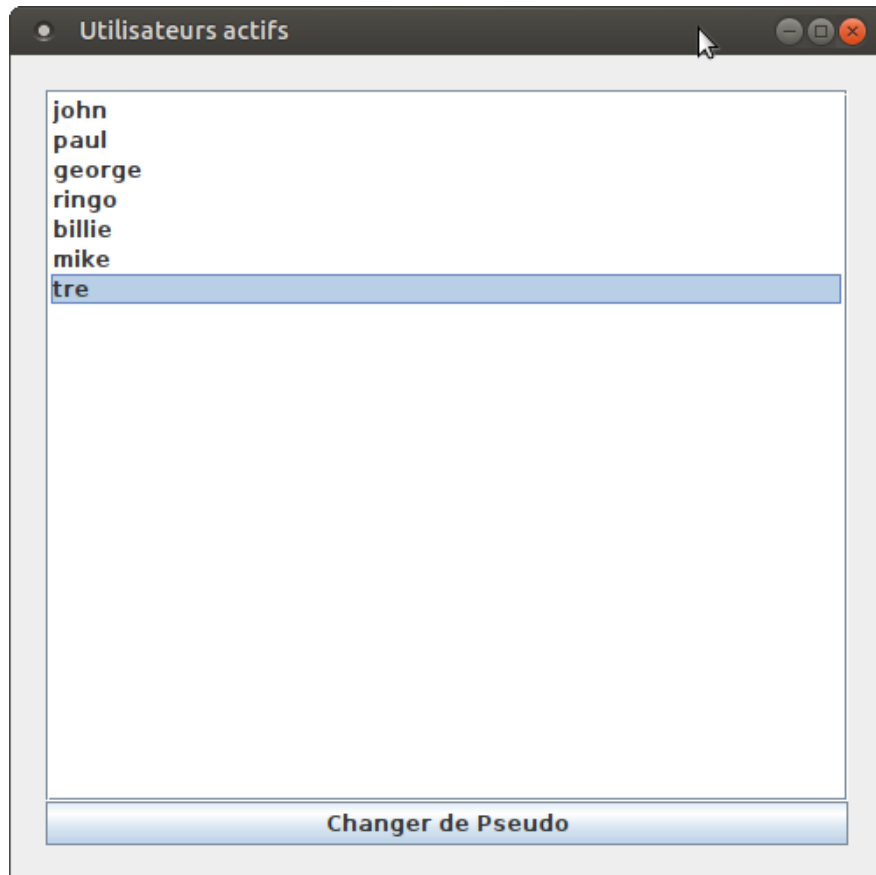 Utilisateurs actifs
john
paul
george
ringo
billie
mike
tre
Changer de Pseudo